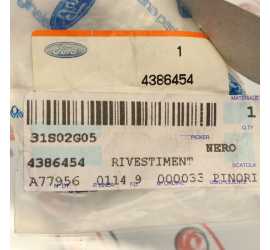 Ford
1
4386454
MATERIALE
1
QTY
31S02G05
PICKER
NERO
4386454 RIVESTIMENT
SCATOLA
A77956 0114 9 000033 PINORI